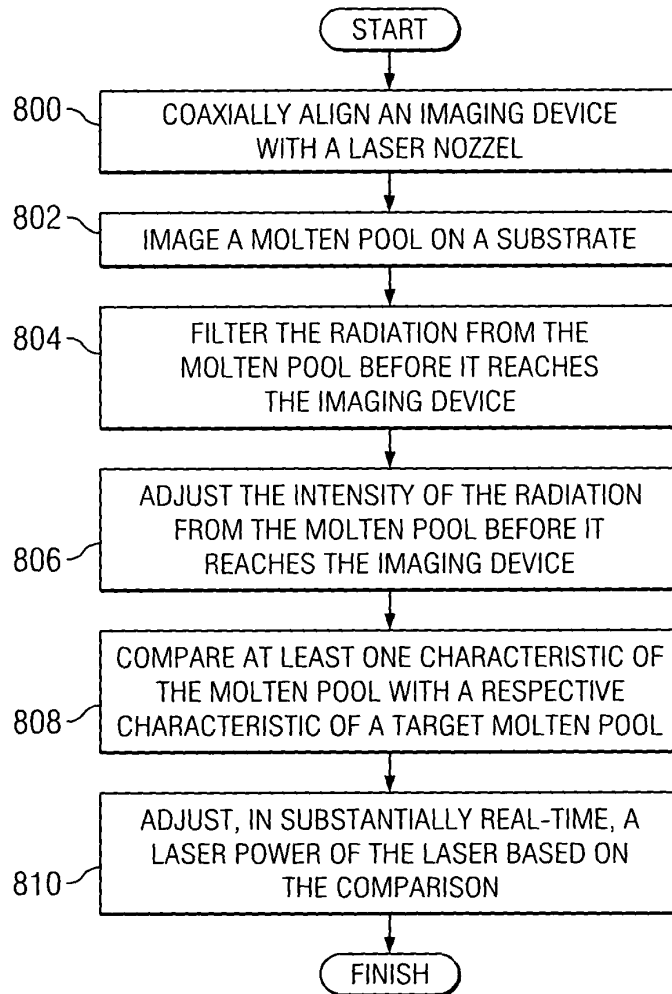 START
800
COAXIALLY ALIGN AN IMAGING DEVICE
WITH A LASER NOZZEL
802
IMAGE A MOLTEN POOL ON A SUBSTRATE
804
FILTER THE RADIATION FROM THE
MOLTEN POOL BEFORE IT REACHES
THE IMAGING DEVICE
806
ADJUST THE INTENSITY OF THE RADIATION
FROM THE MOLTEN POOL BEFORE IT
REACHES THE IMAGING DEVICE
808
COMPARE AT LEAST ONE CHARACTERISTIC OF
THE MOLTEN POOL WITH A RESPECTIVE
CHARACTERISTIC OF A TARGET MOLTEN POOL
810
ADJUST, IN SUBSTANTIALLY REAL-TIME, A
LASER POWER OF THE LASER BASED ON
THE COMPARISON
FINISH